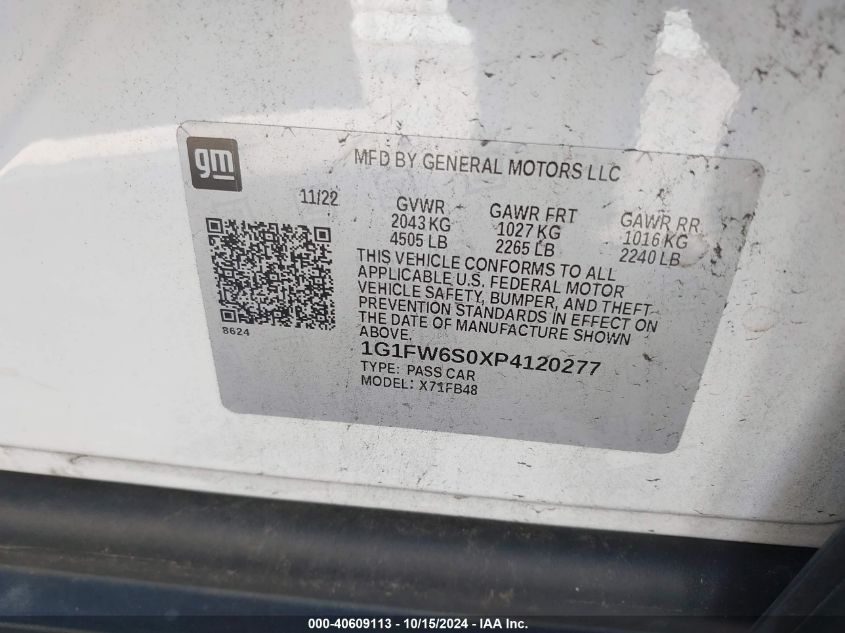 gm
MFD BY GENERAL MOTORS LLC
11/22
GVWR
2043 KG
4505 LB
GAWR FRT
1027 KG
2265 LB
GAWR RR
1016 KG
2240 LB
THIS VEHICLE CONFORMS TO ALL
APPLICABLE U.S. FEDERAL MOTOR
VEHICLE SAFETY, BUMPER, AND THEFT
PREVENTION STANDARDS IN EFFECT ON
THE DATE OF MANUFACTURE SHOWN
ABOVE.
8624
1G1FW6S0XP4120277
TYPE: PASS CAR
MODEL: X71FB48
000-40609113 - 10/15/2024 - IAA Inc.